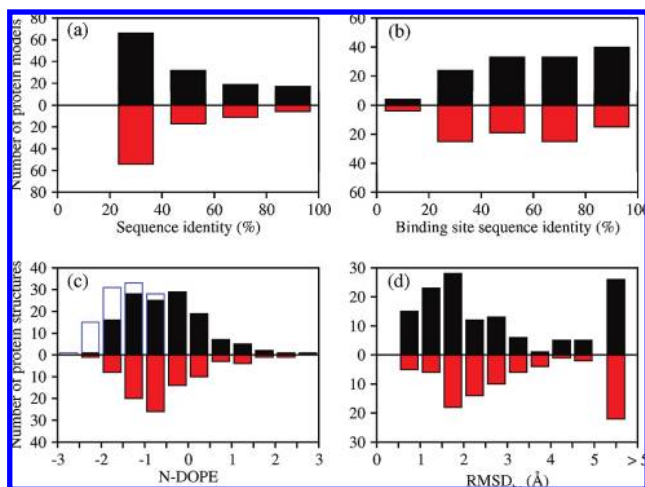 80
60
40
20
0
20
40
60
80
Number of protein models
(a)
0 20 40 60 80 100
Sequence identity (%)
60
40
20
0
20
40
60
(b)
0 20 40 60 80 100
Binding site sequence identity (%)
40
30
20
10
0
10
20
30
40
Number of protein structures
(c)
-3 -2 -1 0 1 2 3
N-DOPE
30
20
10
0
10
20
30
(d)
0 1 2 3 4 5 >5
RMSD, (Å)